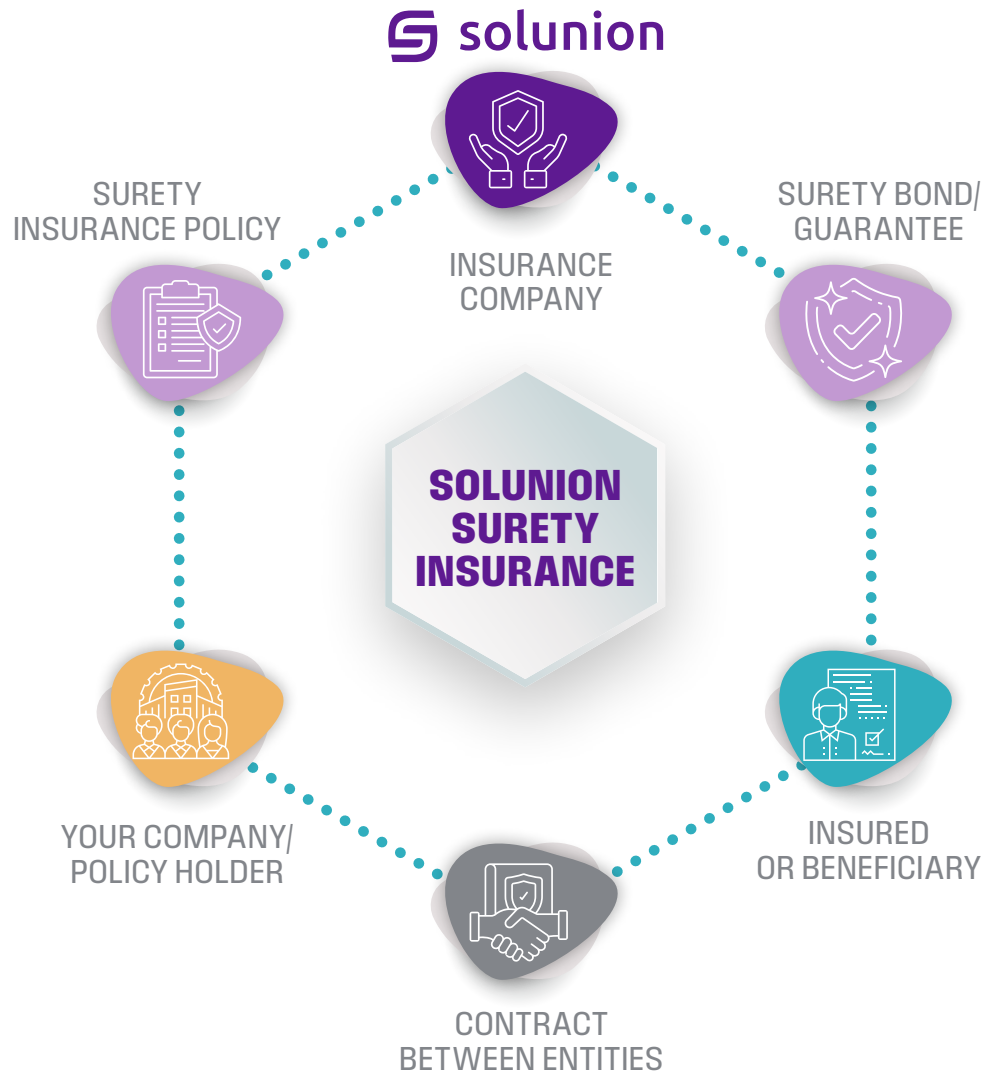 solunion
SURETY
INSURANCE POLICY
SURETY BOND/
GUARANTEE
INSURANCE
COMPANY
SOLUNION
SURETY
INSURANCE
YOUR COMPANY/
POLICY HOLDER
INSURED
OR BENEFICIARY
CONTRACT
BETWEEN ENTITIES